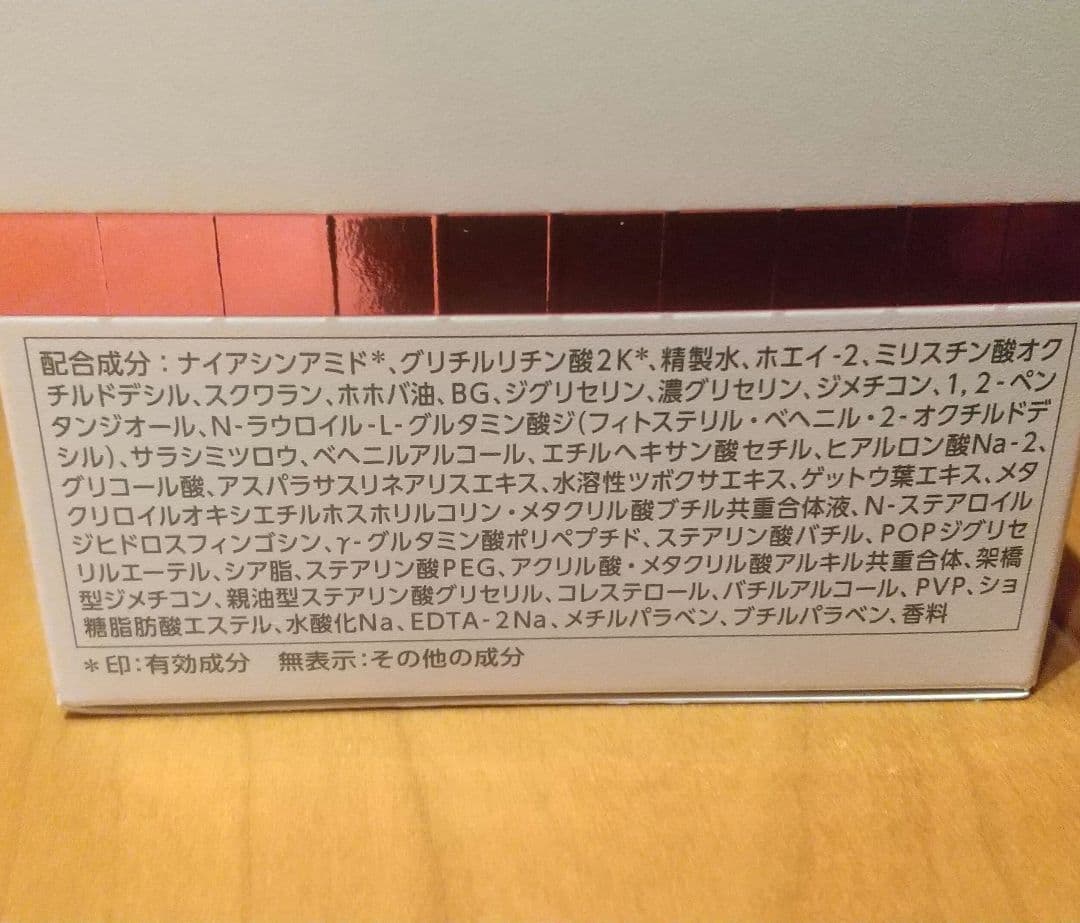 配合成分：ナイアシンアミド*、グリチルリチン酸2K*、精製水、ホエイ-2、ミリスチン酸オク
チルドデシル、スクワラン、ホホバ油、BG、ジグリセリン、濃グリセリン、ジメチコン、1，2-ペン
タンジオール、N-ラウロイル-L-グルタミン酸ジ(フィトステリル・ベヘニル・2-オクチルドデ
シル)、サラシミツロウ、ベヘニルアルコール、エチルヘキサン酸セチル、ヒアルロン酸Na-2、
グリコール酸、アスパラサスリネアリスエキス、水溶性ツボクサエキス、ゲットウ葉エキス、メタ
クリロイルオキシエチルホスホリルコリン・メタクリル酸ブチル共重合体液、N-ステアロイル
ジヒドロスフィンゴシン、γ-グルタミン酸ポリペプチド、ステアリン酸バチル、POPジグリセ
リルエーテル、シア脂、ステアリン酸PEG、アクリル酸・メタクリル酸アルキル共重合体、架橋
型ジメチコン、親油型ステアリン酸グリセリル、コレステロール、バチルアルコール、PVP、ショ
糖脂肪酸エステル、水酸化Na、EDTA-2Na、メチルパラベン、ブチルパラベン、香料
*印：有効成分　無表示：その他の成分